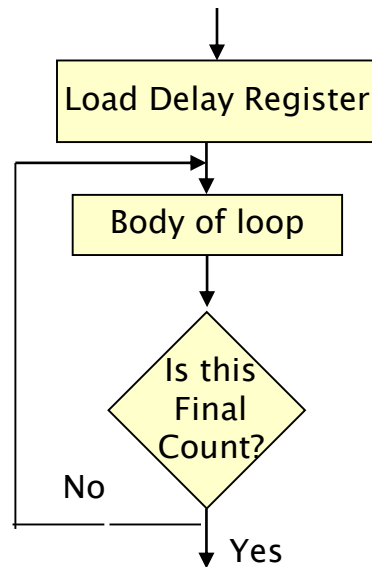 Load Delay Register
Body of loop
Is this
Final
Count?
No
Yes